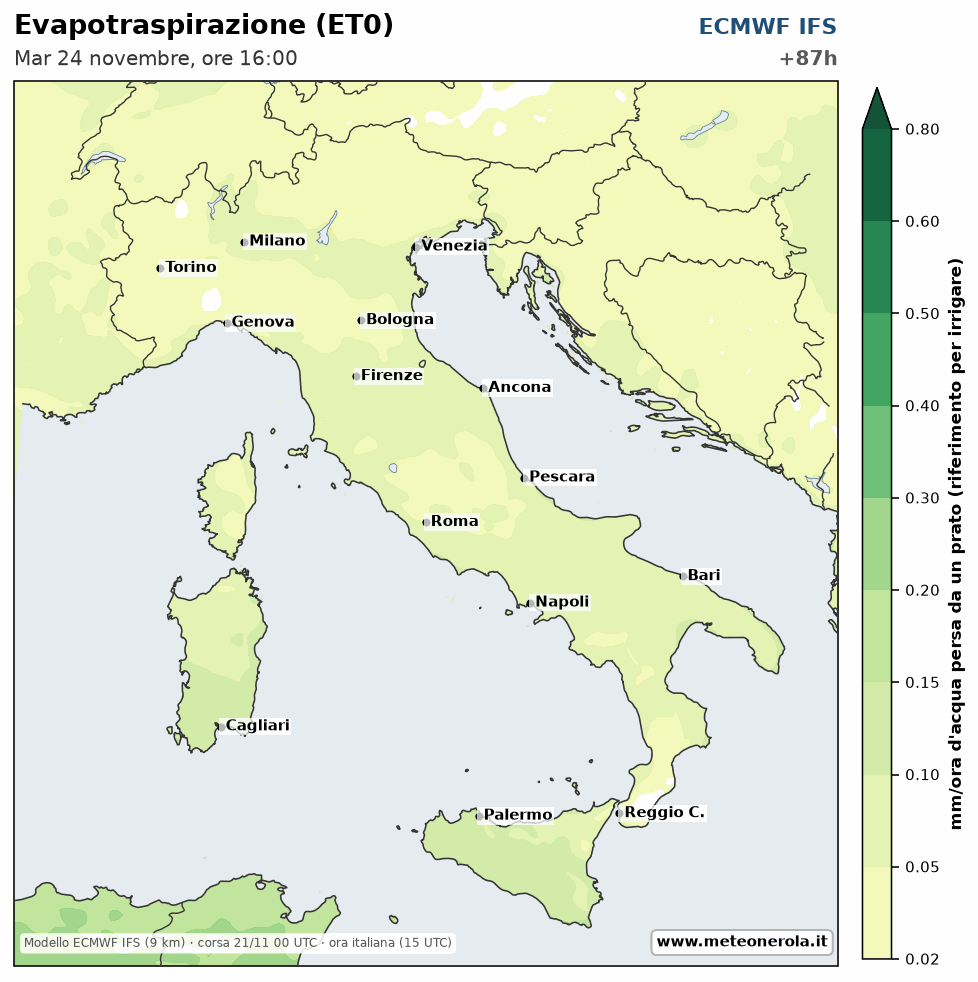 Evapotraspirazione (ET0)
ECMWF IFS
Mar 24 novembre, ore 16:00
+87h
Milano
Venezia
Torino
Genova
Bologna
Firenze
Ancona
Pescara
Roma
Bari
Napoli
Cagliari
Palermo
Reggio C.
0.80
0.60
0.50
0.40
0.30
0.20
0.15
0.10
0.05
0.02
mm/ora d'acqua persa da un prato (riferimento per irrigare)
Modello ECMWF IFS (9 km) · corsa 21/11 00 UTC · ora italiana (15 UTC)
www.meteonerola.it